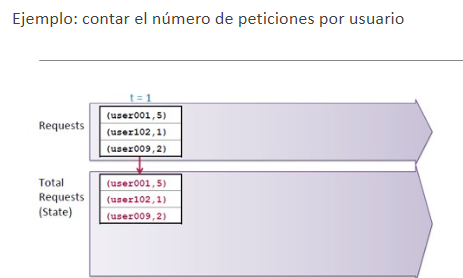 Ejemplo: contar el número de peticiones por usuario
t = 1
Requests
(user001,5)
(user102,1)
(user009,2)
Total
Requests
(State)
(user001,5)
(user102,1)
(user009,2)